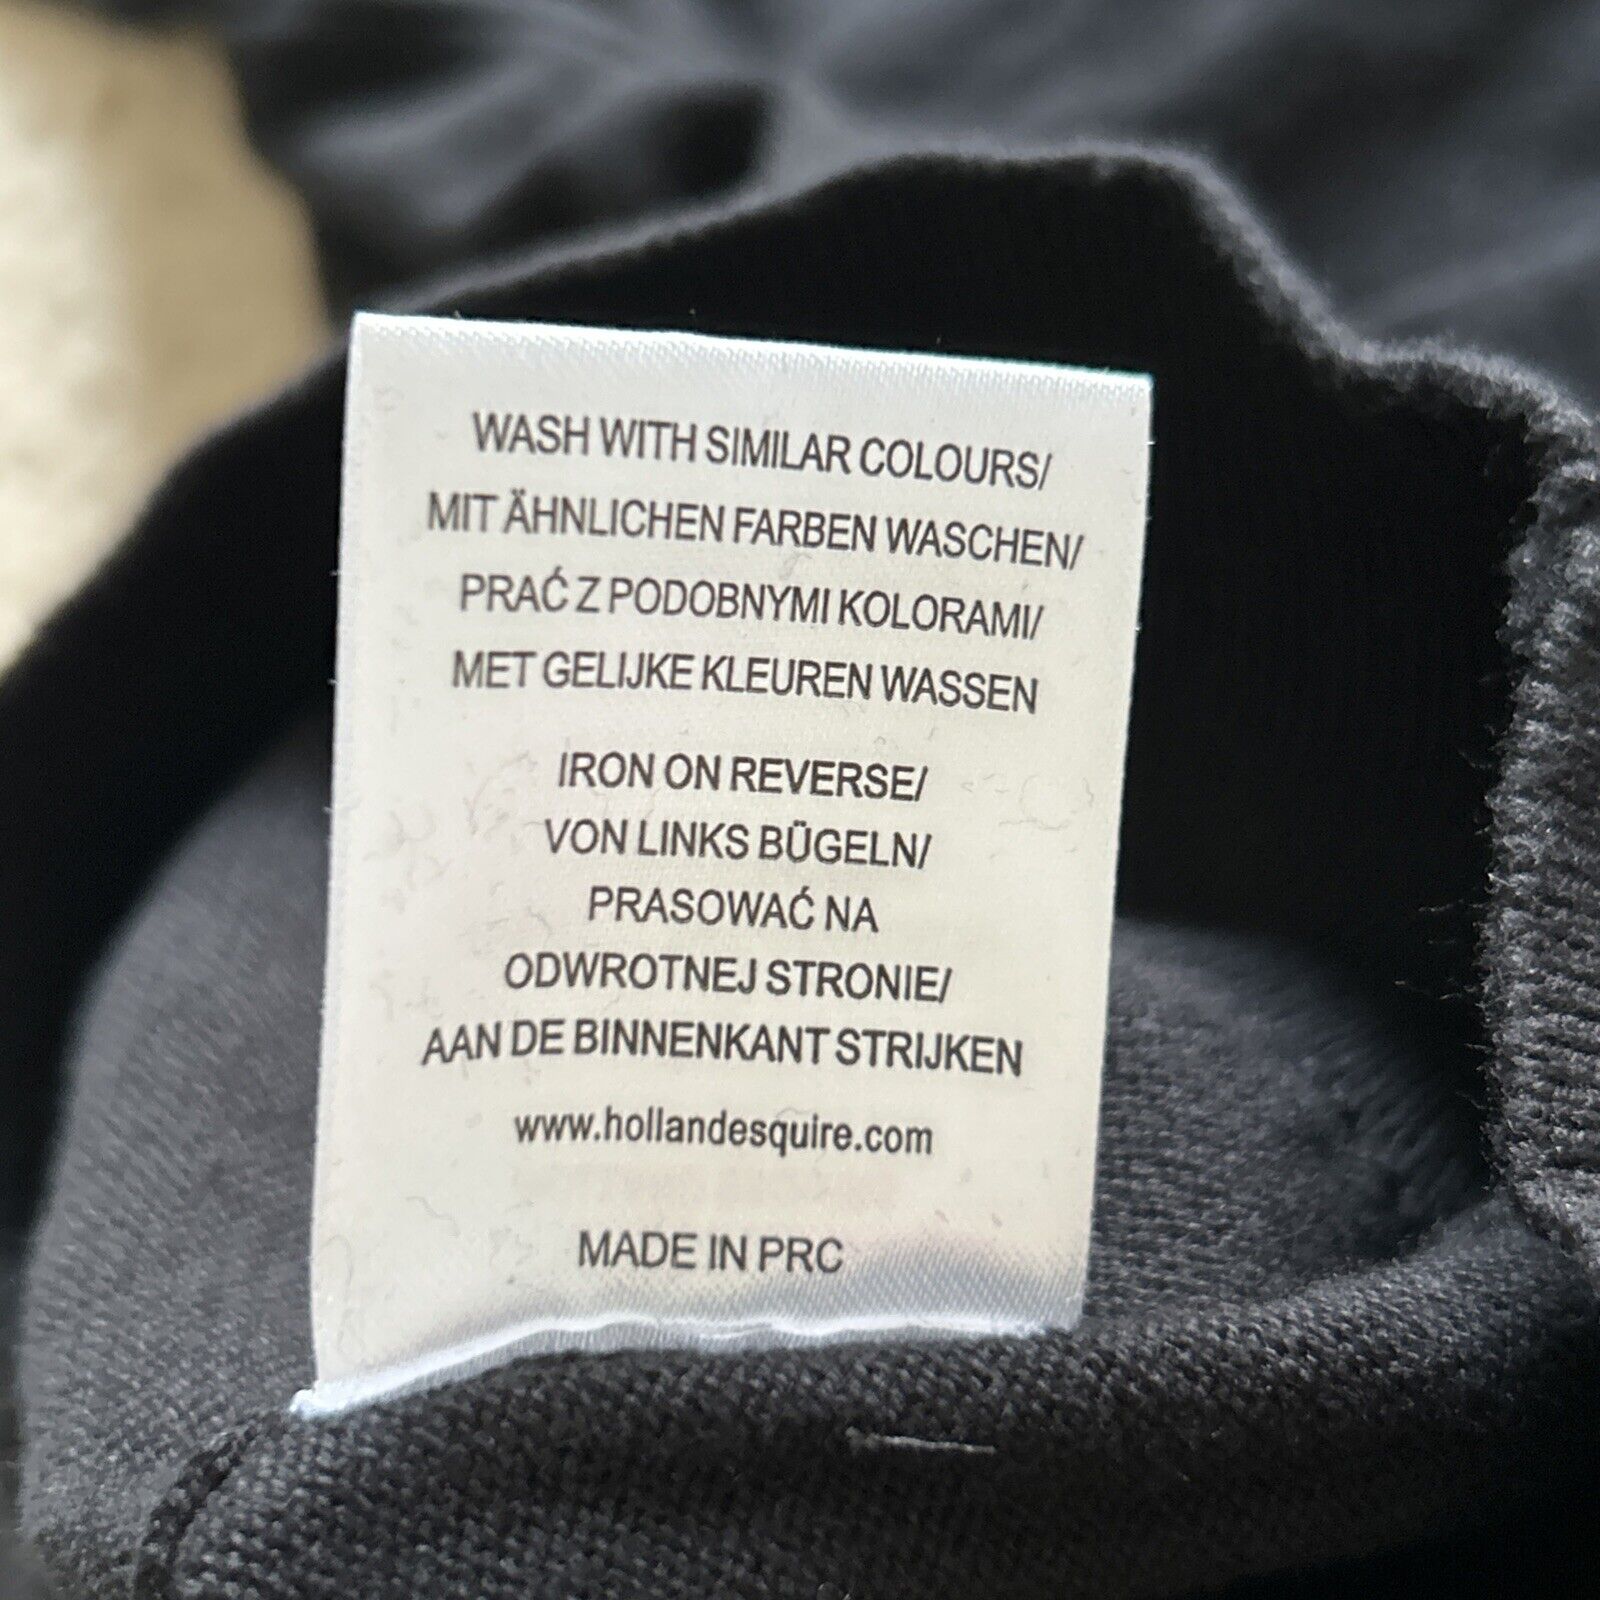 WASH WITH SIMILAR COLOURS/
MIT ÄHNLICHEN FARBEN WASCHEN/
PRAĆ Z PODOBNYMI KOLORAMI/
MET GELIJKE KLEUREN WASSEN
IRON ON REVERSE/
VON LINKS BÜGELN/
PRASOWAĆ NA
ODWROTNEJ STRONIE/
AAN DE BINNENKANT STRIJKEN
www.hollandesquire.com
MADE IN PRC